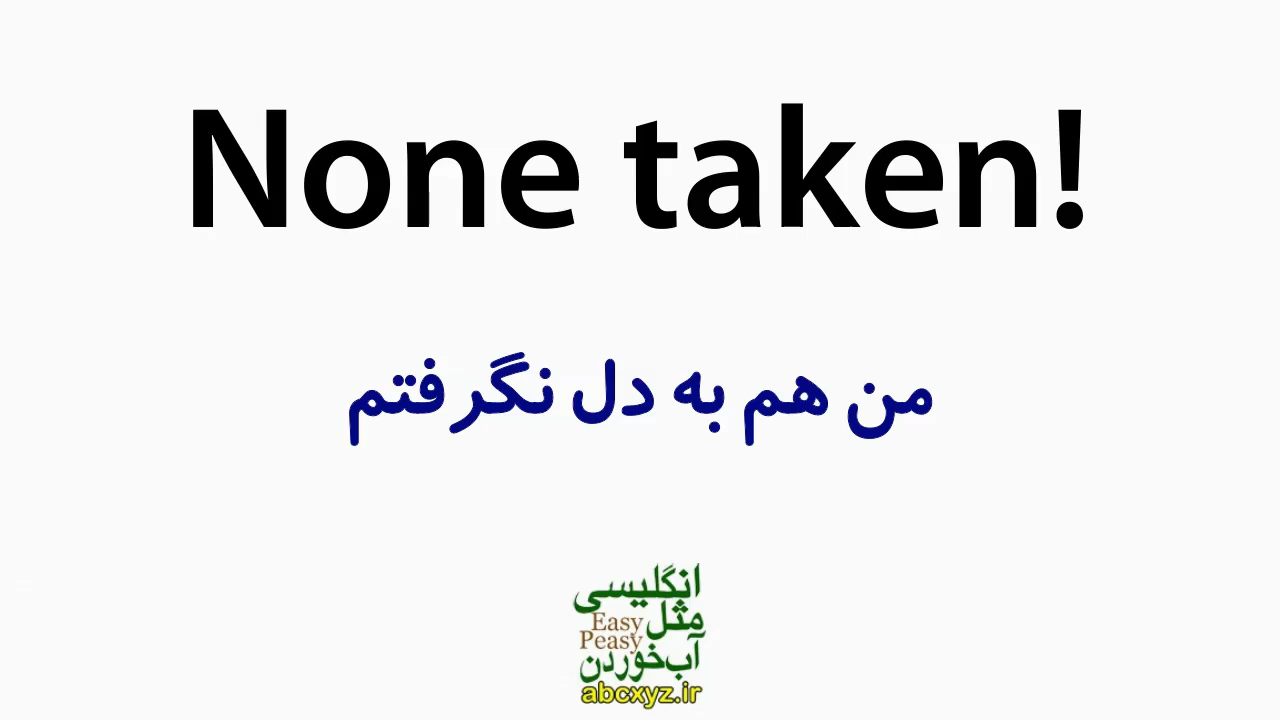 None taken!
من هم به دل نگرفتم
انگلیسی
مثل
Easy
Peasy
آب‌خوردن
abcxyz.ir